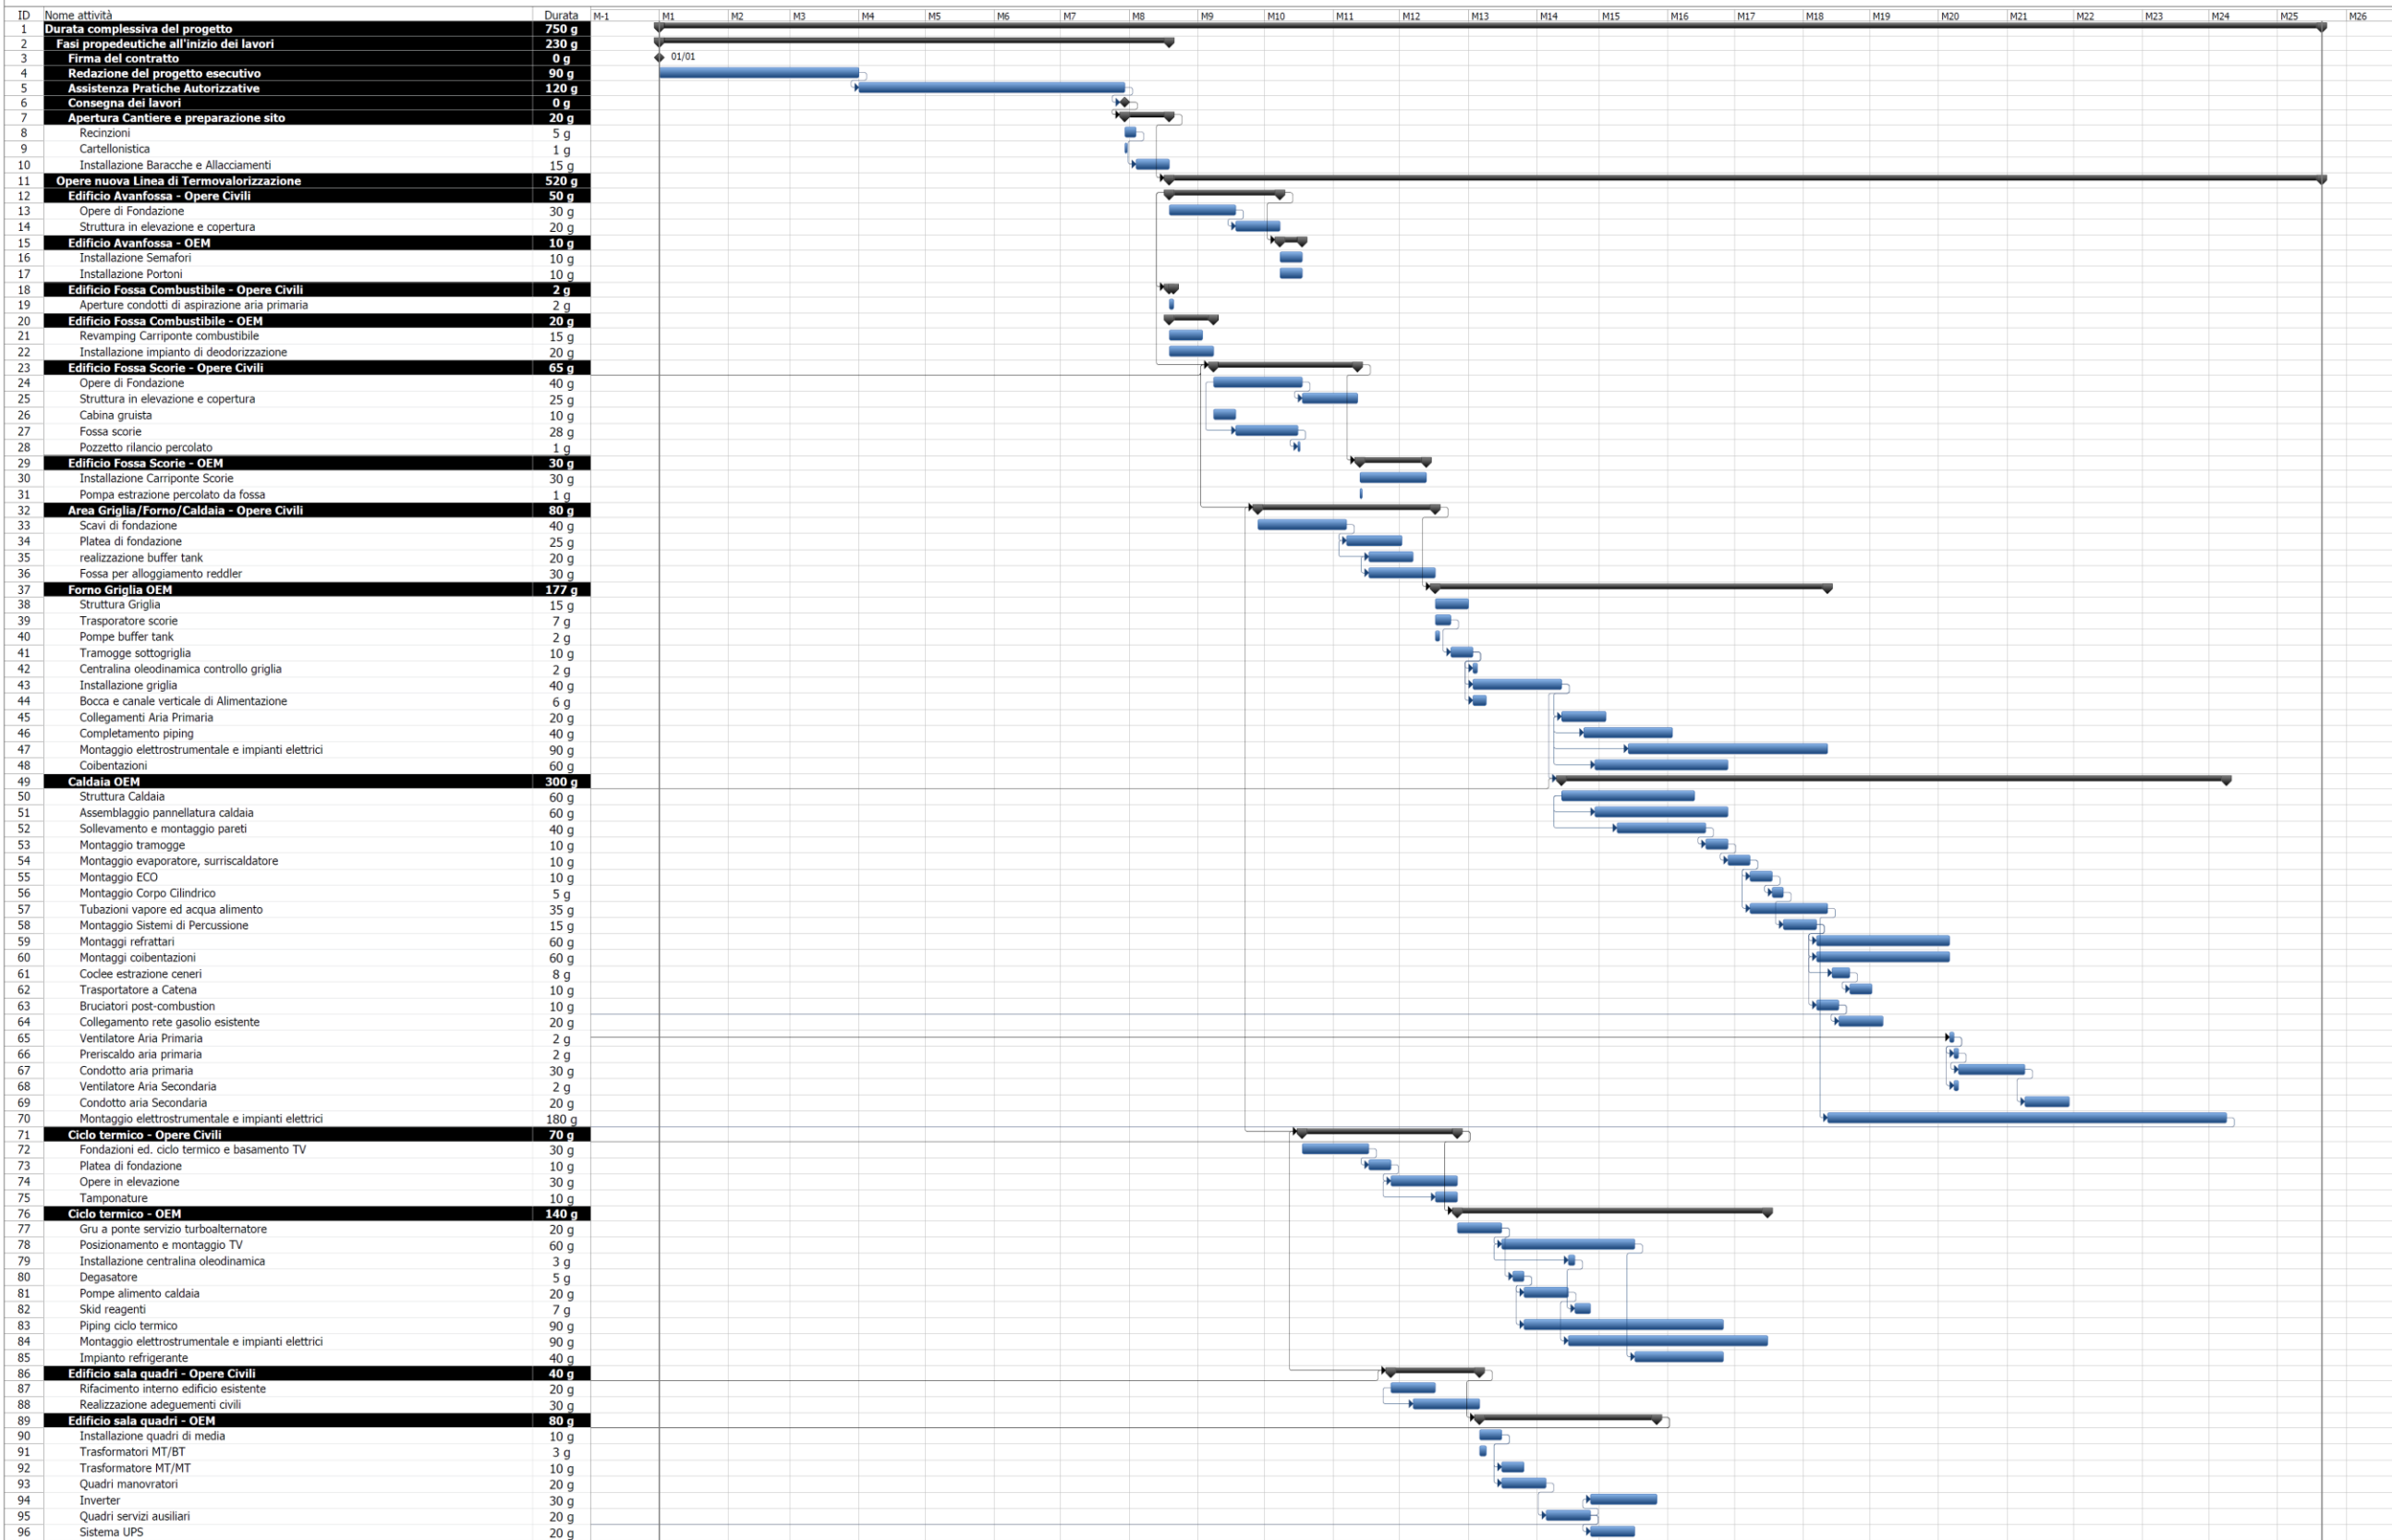 ID Nome attività Durata M-1 M1 M2 M3 M4 M5 M6 M7 M8 M9 M10 M11 M12 M13 M14 M15 M16 M17 M18 M19 M20 M21 M22 M23 M24 M25 M26
1 Durata complessiva del progetto 750 g
2 Fasi propedeutiche all'inizio dei lavori 230 g
3 Firma del contratto 0 g 01/01
4 Redazione del progetto esecutivo 90 g
5 Assistenza Pratiche Autorizzative 120 g
6 Consegna dei lavori 0 g
7 Apertura Cantiere e preparazione sito 20 g
8 Recinzioni 5 g
9 Cartellonistica 1 g
10 Installazione Baracche e Allacciamenti 15 g
11 Opere nuova Linea di Termovalorizzazione 520 g
12 Edificio Avanfossa - Opere Civili 50 g
13 Opere di Fondazione 30 g
14 Struttura in elevazione e copertura 20 g
15 Edificio Avanfossa - OEM 10 g
16 Installazione Semafori 10 g
17 Installazione Portoni 10 g
18 Edificio Fossa Combustibile - Opere Civili 2 g
19 Aperture condotti di aspirazione aria primaria 2 g
20 Edificio Fossa Combustibile - OEM 20 g
21 Revamping Carriponte combustibile 15 g
22 Installazione impianto di deodorizzazione 20 g
23 Edificio Fossa Scorie - Opere Civili 65 g
24 Opere di Fondazione 40 g
25 Struttura in elevazione e copertura 25 g
26 Cabina gruista 10 g
27 Fossa scorie 28 g
28 Pozzetto rilancio percolato 1 g
29 Edificio Fossa Scorie - OEM 30 g
30 Installazione Carriponte Scorie 30 g
31 Pompa estrazione percolato da fossa 1 g
32 Area Griglia/Forno/Caldaia - Opere Civili 80 g
33 Scavi di fondazione 40 g
34 Platea di fondazione 25 g
35 realizzazione buffer tank 20 g
36 Fossa per alloggiamento reddler 30 g
37 Forno Griglia OEM 177 g
38 Struttura Griglia 15 g
39 Trasporatore scorie 7 g
40 Pompe buffer tank 2 g
41 Tramogge sottogriglia 10 g
42 Centralina oleodinamica controllo griglia 2 g
43 Installazione griglia 40 g
44 Bocca e canale verticale di Alimentazione 6 g
45 Collegamenti Aria Primaria 20 g
46 Completamento piping 40 g
47 Montaggio elettrostrumentale e impianti elettrici 90 g
48 Coibentazioni 60 g
49 Caldaia OEM 300 g
50 Struttura Caldaia 60 g
51 Assemblaggio pannellatura caldaia 60 g
52 Sollevamento e montaggio pareti 40 g
53 Montaggio tramogge 10 g
54 Montaggio evaporatore, surriscaldatore 10 g
55 Montaggio ECO 10 g
56 Montaggio Corpo Cilindrico 5 g
57 Tubazioni vapore ed acqua alimento 35 g
58 Montaggio Sistemi di Percussione 15 g
59 Montaggi refrattari 60 g
60 Montaggi coibentazioni 60 g
61 Coclee estrazione ceneri 8 g
62 Trasportatore a Catena 10 g
63 Bruciatori post-combustion 10 g
64 Collegamento rete gasolio esistente 20 g
65 Ventilatore Aria Primaria 2 g
66 Preriscaldo aria primaria 2 g
67 Condotto aria primaria 30 g
68 Ventilatore Aria Secondaria 2 g
69 Condotto aria Secondaria 20 g
70 Montaggio elettrostrumentale e impianti elettrici 180 g
71 Ciclo termico - Opere Civili 70 g
72 Fondazioni ed. ciclo termico e basamento TV 30 g
73 Platea di fondazione 10 g
74 Opere in elevazione 30 g
75 Tamponature 10 g
76 Ciclo termico - OEM 140 g
77 Gru a ponte servizio turboalternatore 20 g
78 Posizionamento e montaggio TV 60 g
79 Installazione centralina oleodinamica 3 g
80 Degasatore 5 g
81 Pompe alimento caldaia 20 g
82 Skid reagenti 7 g
83 Piping ciclo termico 90 g
84 Montaggio elettrostrumentale e impianti elettrici 90 g
85 Impianto refrigerante 40 g
86 Edificio sala quadri - Opere Civili 40 g
87 Rifacimento interno edificio esistente 20 g
88 Realizzazione adeguementi civili 30 g
89 Edificio sala quadri - OEM 80 g
90 Installazione quadri di media 10 g
91 Trasformatori MT/BT 3 g
92 Trasformatore MT/MT 10 g
93 Quadri manovratori 20 g
94 Inverter 30 g
95 Quadri servizi ausiliari 20 g
96 Sistema UPS 20 g